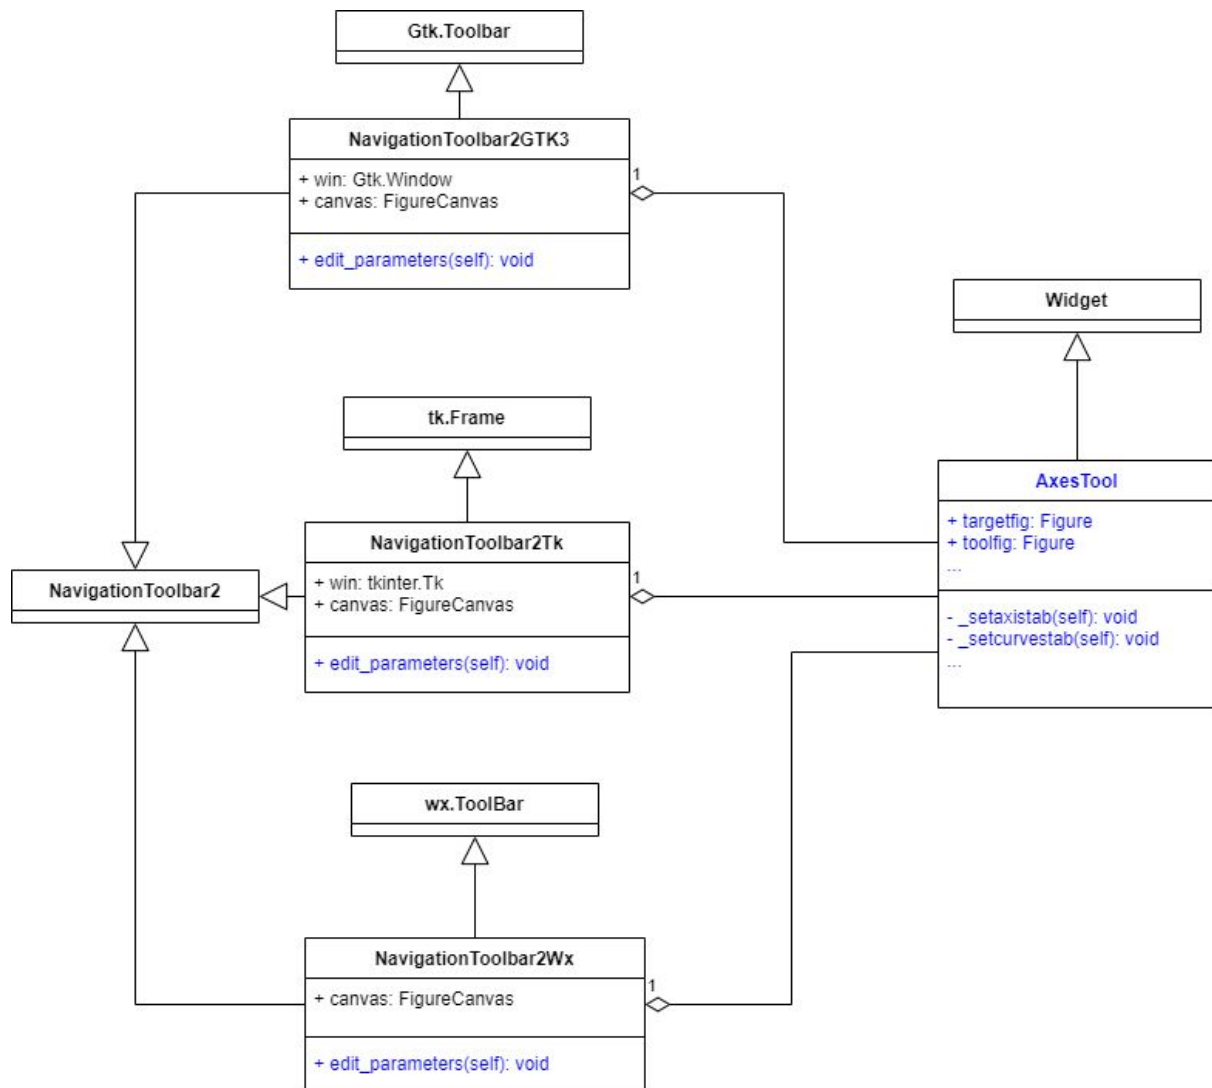 Gtk.Toolbar
NavigationToolbar2GTK3
+ win: Gtk.Window
+ canvas: FigureCanvas
+ edit_parameters(self): void
1
Widget
tk.Frame
AxesTool
+ targetfig: Figure
+ toolfig: Figure
...
- _setaxistab(self): void
- _setcurvestab(self): void
...
NavigationToolbar2
NavigationToolbar2Tk
+ win: tkinter.Tk
+ canvas: FigureCanvas
+ edit_parameters(self): void
1
wx.ToolBar
NavigationToolbar2Wx
+ canvas: FigureCanvas
+ edit_parameters(self): void
1